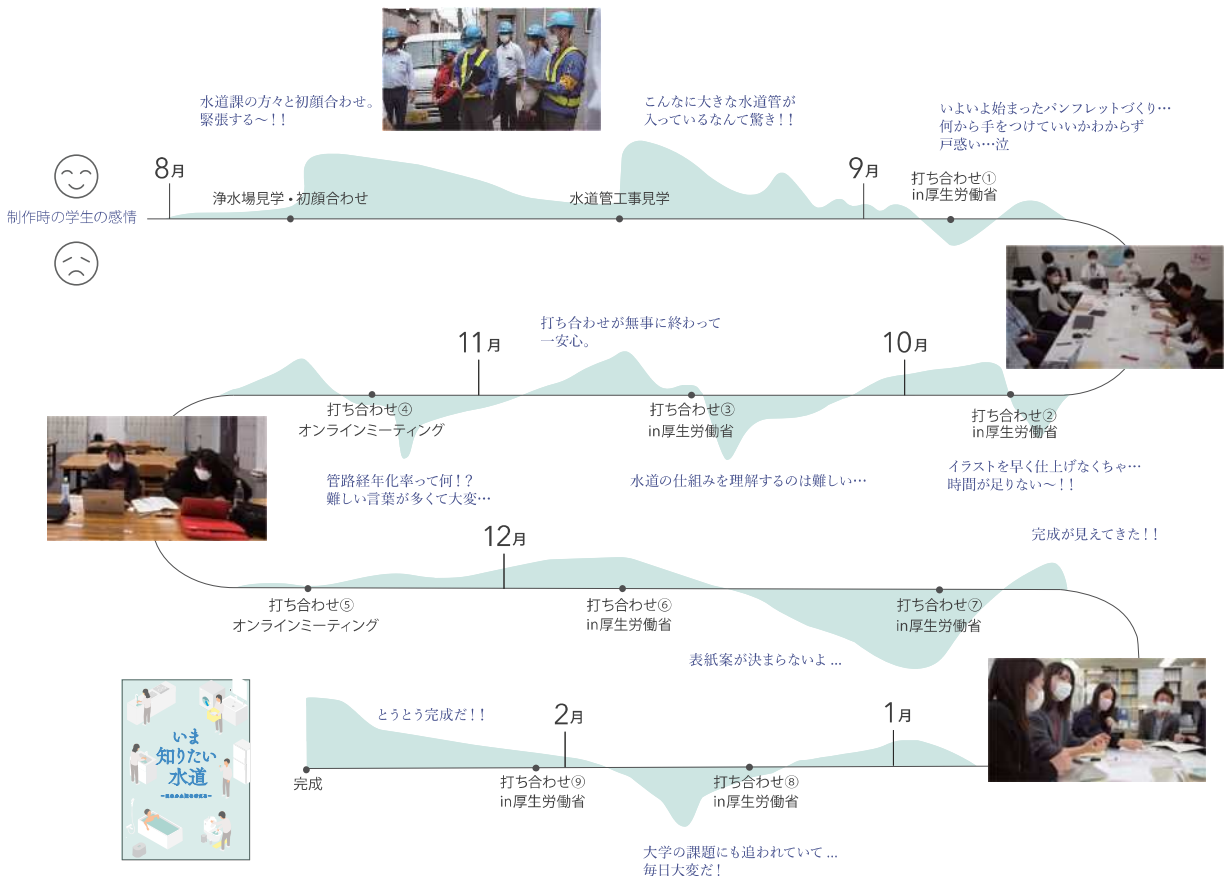 水道課の方々と初顔合わせ。
緊張する〜！！
こんなに大きな水道管が
入っているなんて驚き！！
いよいよ始まったパンフレットづくり…
何から手をつけていいかわからず
戸惑い…泣
制作時の学生の感情
8月
浄水場見学・初顔合わせ
水道管工事見学
9月
打ち合わせ①
in厚生労働省
10月
打ち合わせ②
in厚生労働省
イラストを早く仕上げなくちゃ…
時間が足りない〜！！
打ち合わせ③
in厚生労働省
水道の仕組みを理解するのは難しい…
打ち合わせが無事に終わって
一安心。
11月
打ち合わせ④
オンラインミーティング
管路経年化率って何！？
難しい言葉が多くて大変…
打ち合わせ⑤
オンラインミーティング
12月
打ち合わせ⑥
in厚生労働省
表紙案が決まらないよ...
打ち合わせ⑦
in厚生労働省
完成が見えてきた！！
1月
打ち合わせ⑧
in厚生労働省
大学の課題にも追われていて...
毎日大変だ！
2月
打ち合わせ⑨
in厚生労働省
とうとう完成だ！！
完成
いま
知りたい
水道